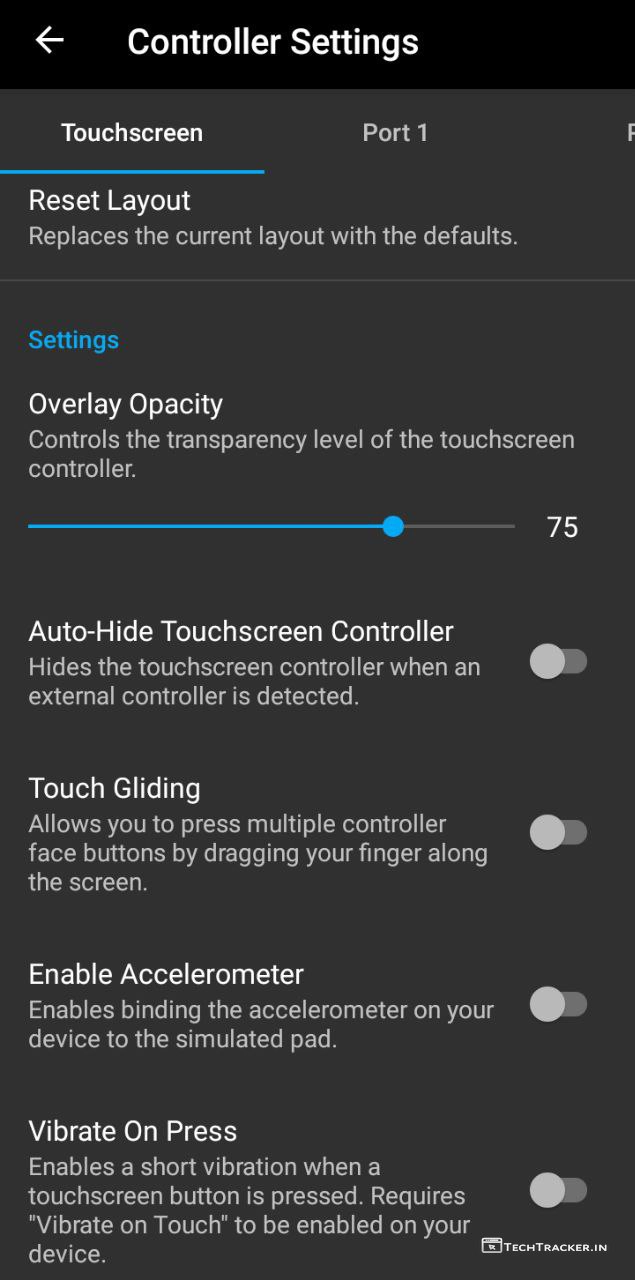 Controller Settings
Touchscreen
Port 1
Reset Layout
Replaces the current layout with the defaults.
Settings
Overlay Opacity
Controls the transparency level of the touchscreen
controller.
75
Auto-Hide Touchscreen Controller
Hides the touchscreen controller when an
external controller is detected.
Touch Gliding
Allows you to press multiple controller
face buttons by dragging your finger along
the screen.
Enable Accelerometer
Enables binding the accelerometer on your
device to the simulated pad.
Vibrate On Press
Enables a short vibration when a
touchscreen button is pressed. Requires
"Vibrate on Touch" to be enabled on your
device.
TECHTRACKER.IN